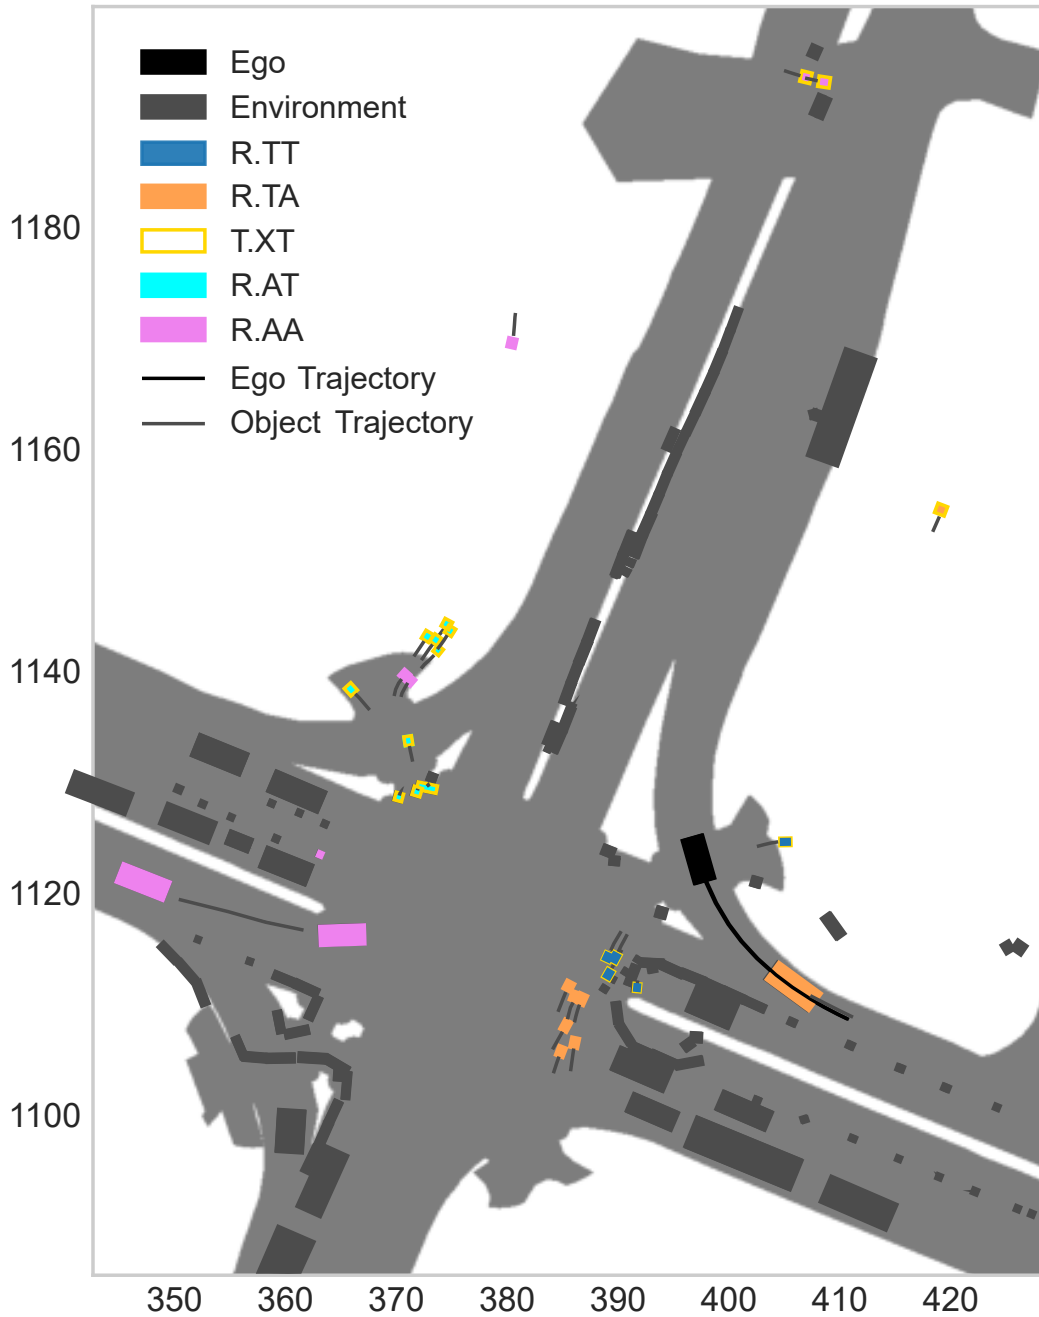 Ego
Environment
R.TT
R.TA
T.XT
R.AT
R.AA
Ego Trajectory
Object Trajectory
1180
1160
1140
1120
1100
350 360 370 380 390 400 410 420